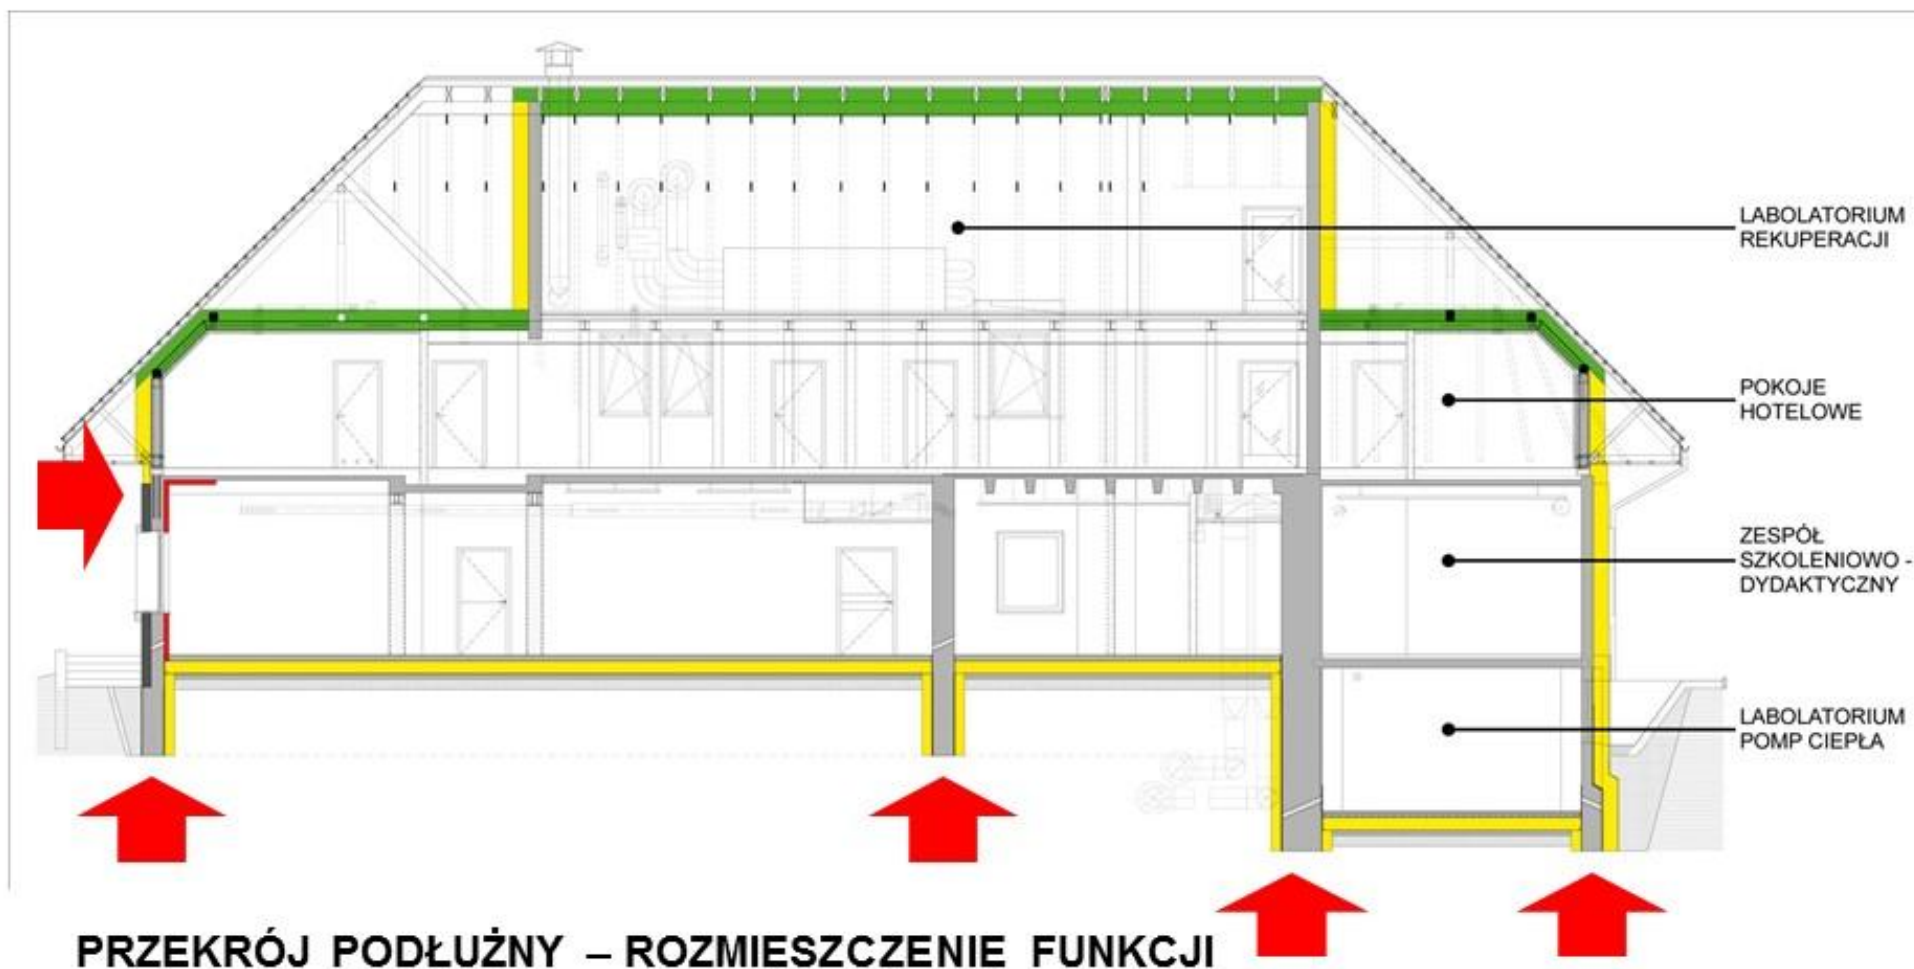 LABOLATORIUM
REKUPERACJI
POKOJE
HOTELOWE
ZESPÓŁ
SZKOLENIOWO -
DYDAKTYCZNY
LABOLATORIUM
POMP CIEPŁA
PRZEKRÓJ PODŁUŻNY – ROZMIESZCZENIE FUNKCJI